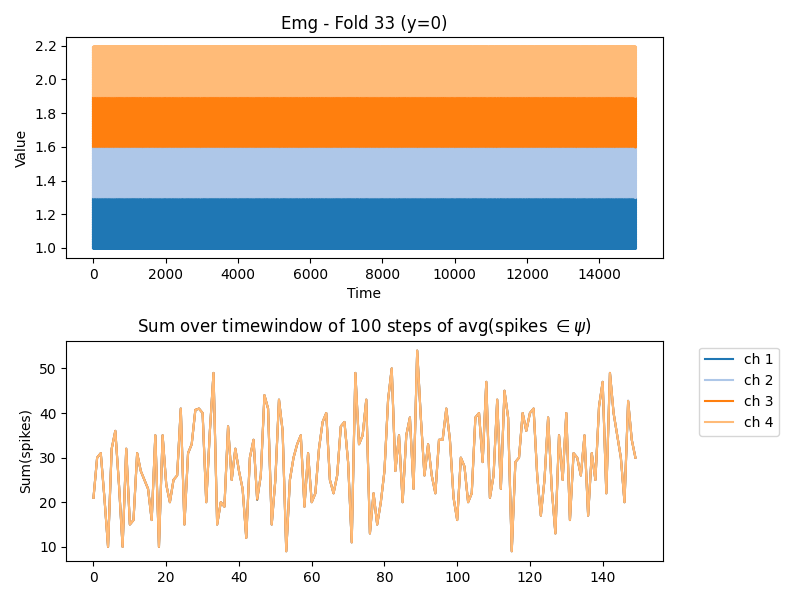 Emg - Fold 33 (y=0)
2.2
2.0
1.8
1.6
1.4
1.2
1.0
Value
0 2000 4000 6000 8000 10000 12000 14000
Time
Sum over timewindow of 100 steps of avg(spikes ∈ ψ)
50
40
30
20
10
Sum(spikes)
0 20 40 60 80 100 120 140
ch 1
ch 2
ch 3
ch 4